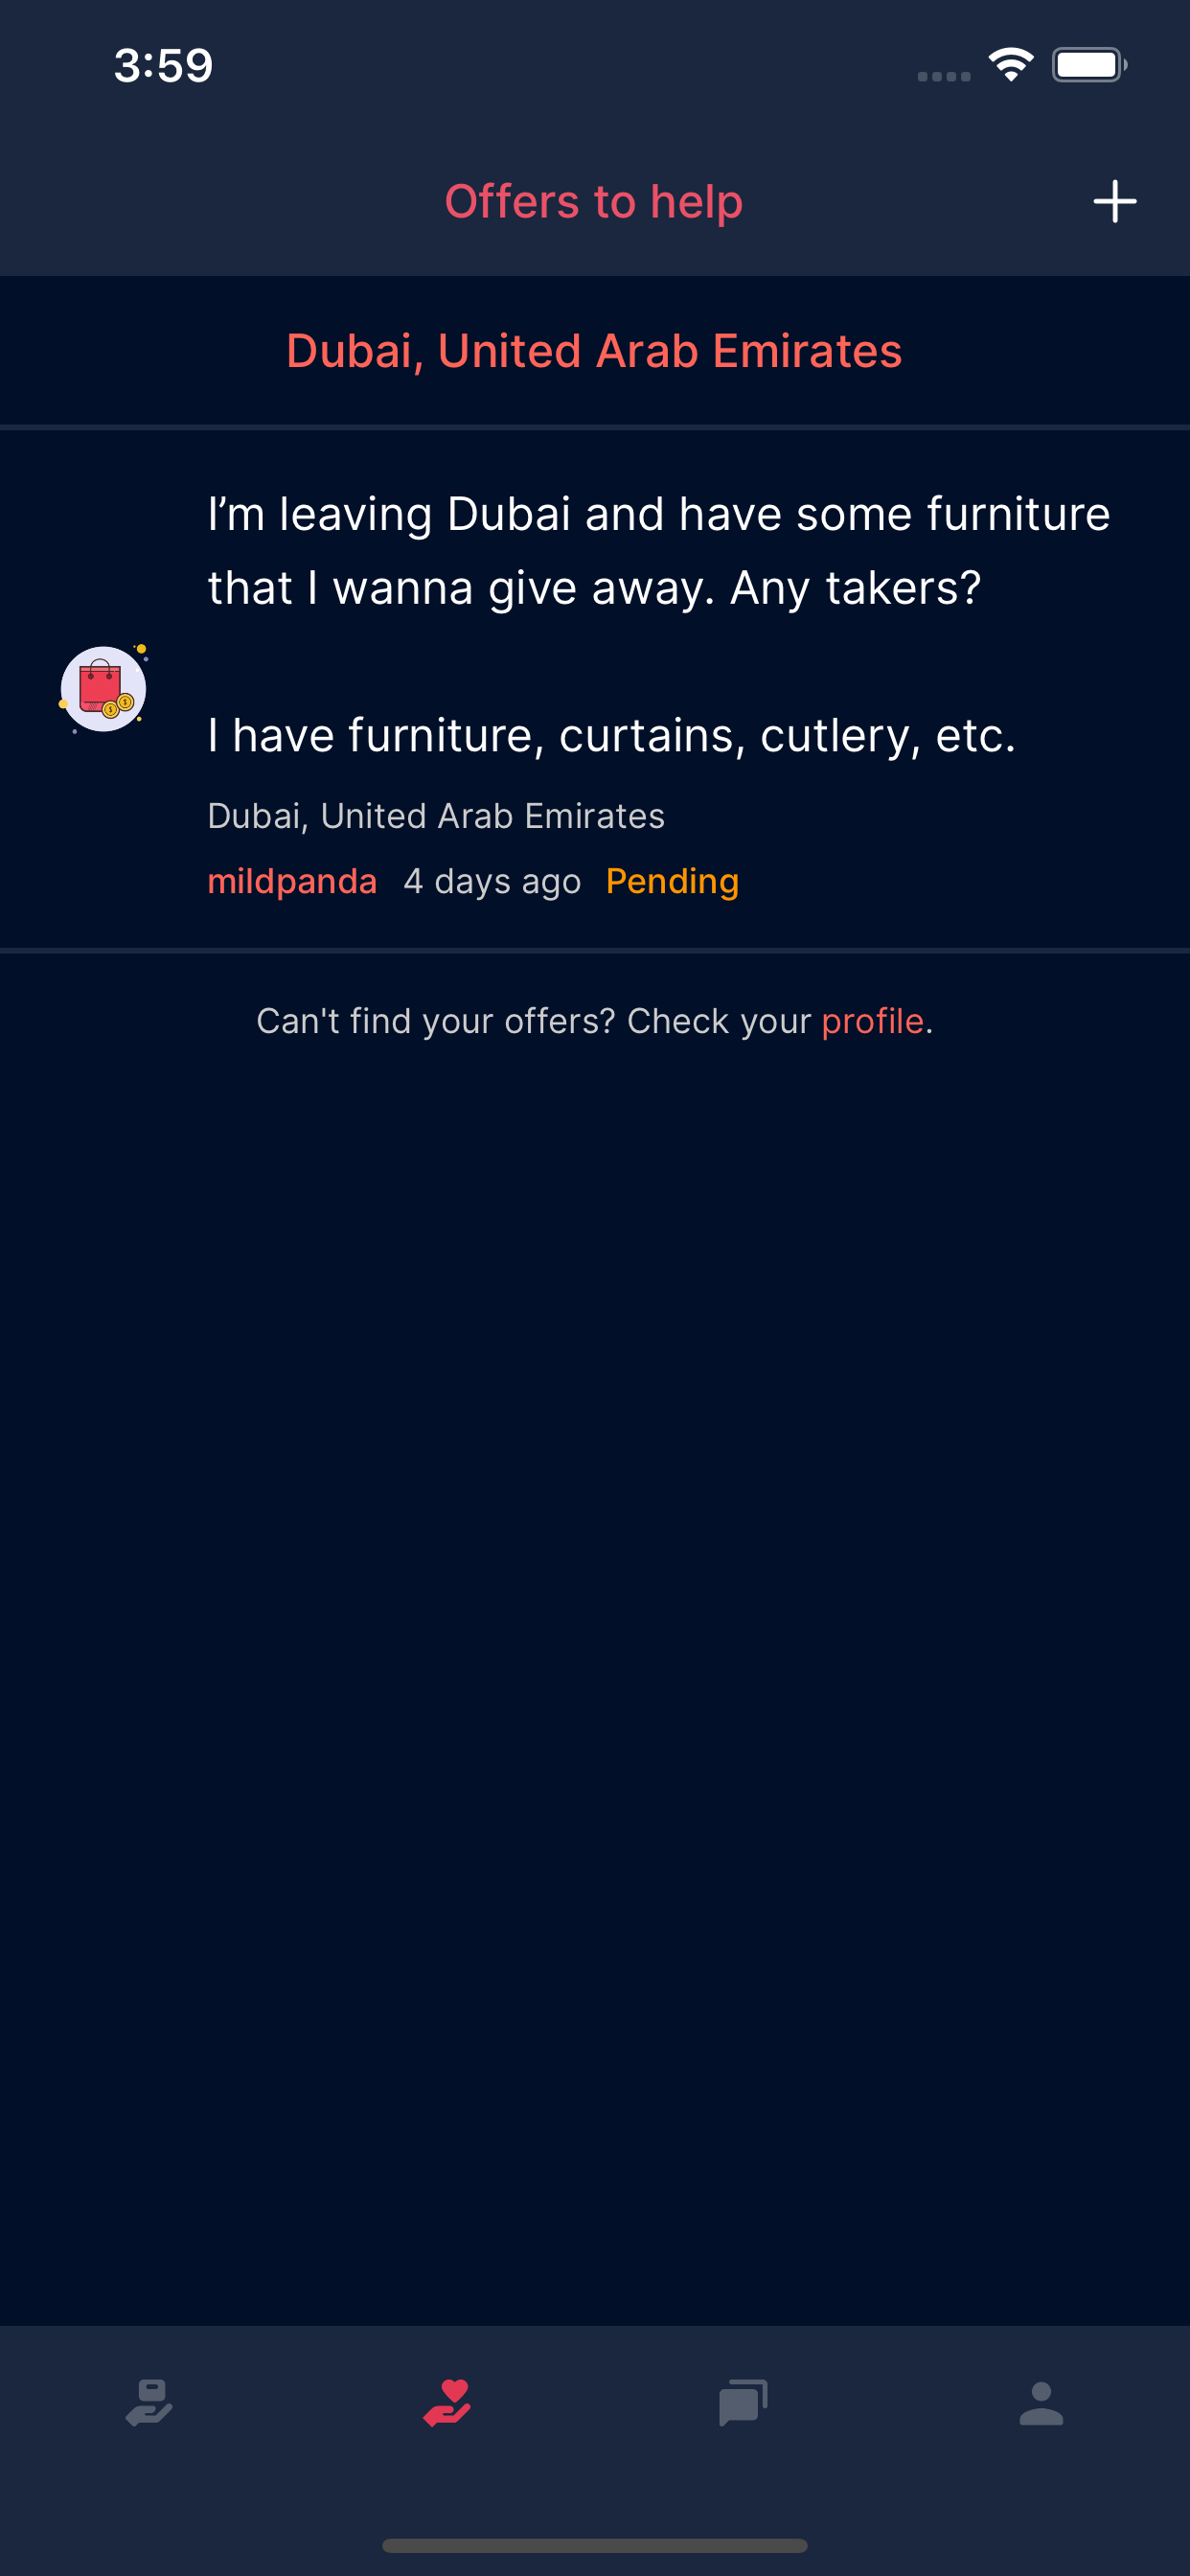 3:59
Offers to help
Dubai, United Arab Emirates
I’m leaving Dubai and have some furniture
that I wanna give away. Any takers?
I have furniture, curtains, cutlery, etc.
Dubai, United Arab Emirates
mildpanda 4 days ago Pending
Can't find your offers? Check your profile.